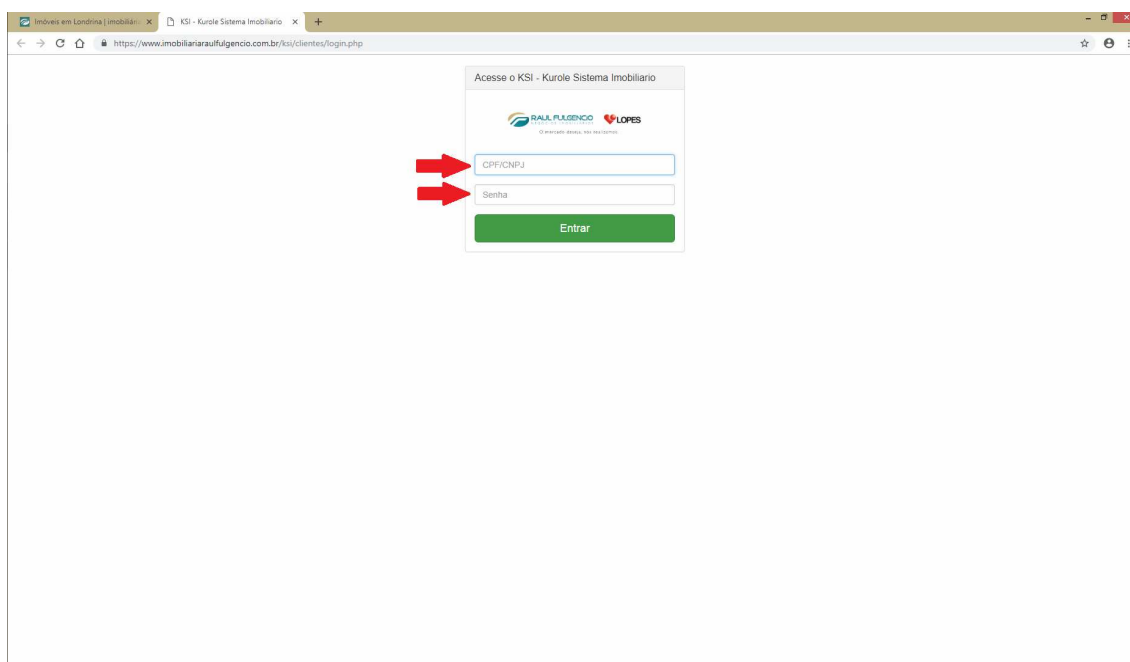 Imóveis em Londrina | imobiliári
KSI - Kurole Sistema Imobiliario
https://www.imobiliariaraulfulgencio.com.br/ksi/clientes/login.php
Acesse o KSI - Kurole Sistema Imobiliario
RAUL FULGENCIO LOPES
CPF/CNPJ
Senha
Entrar